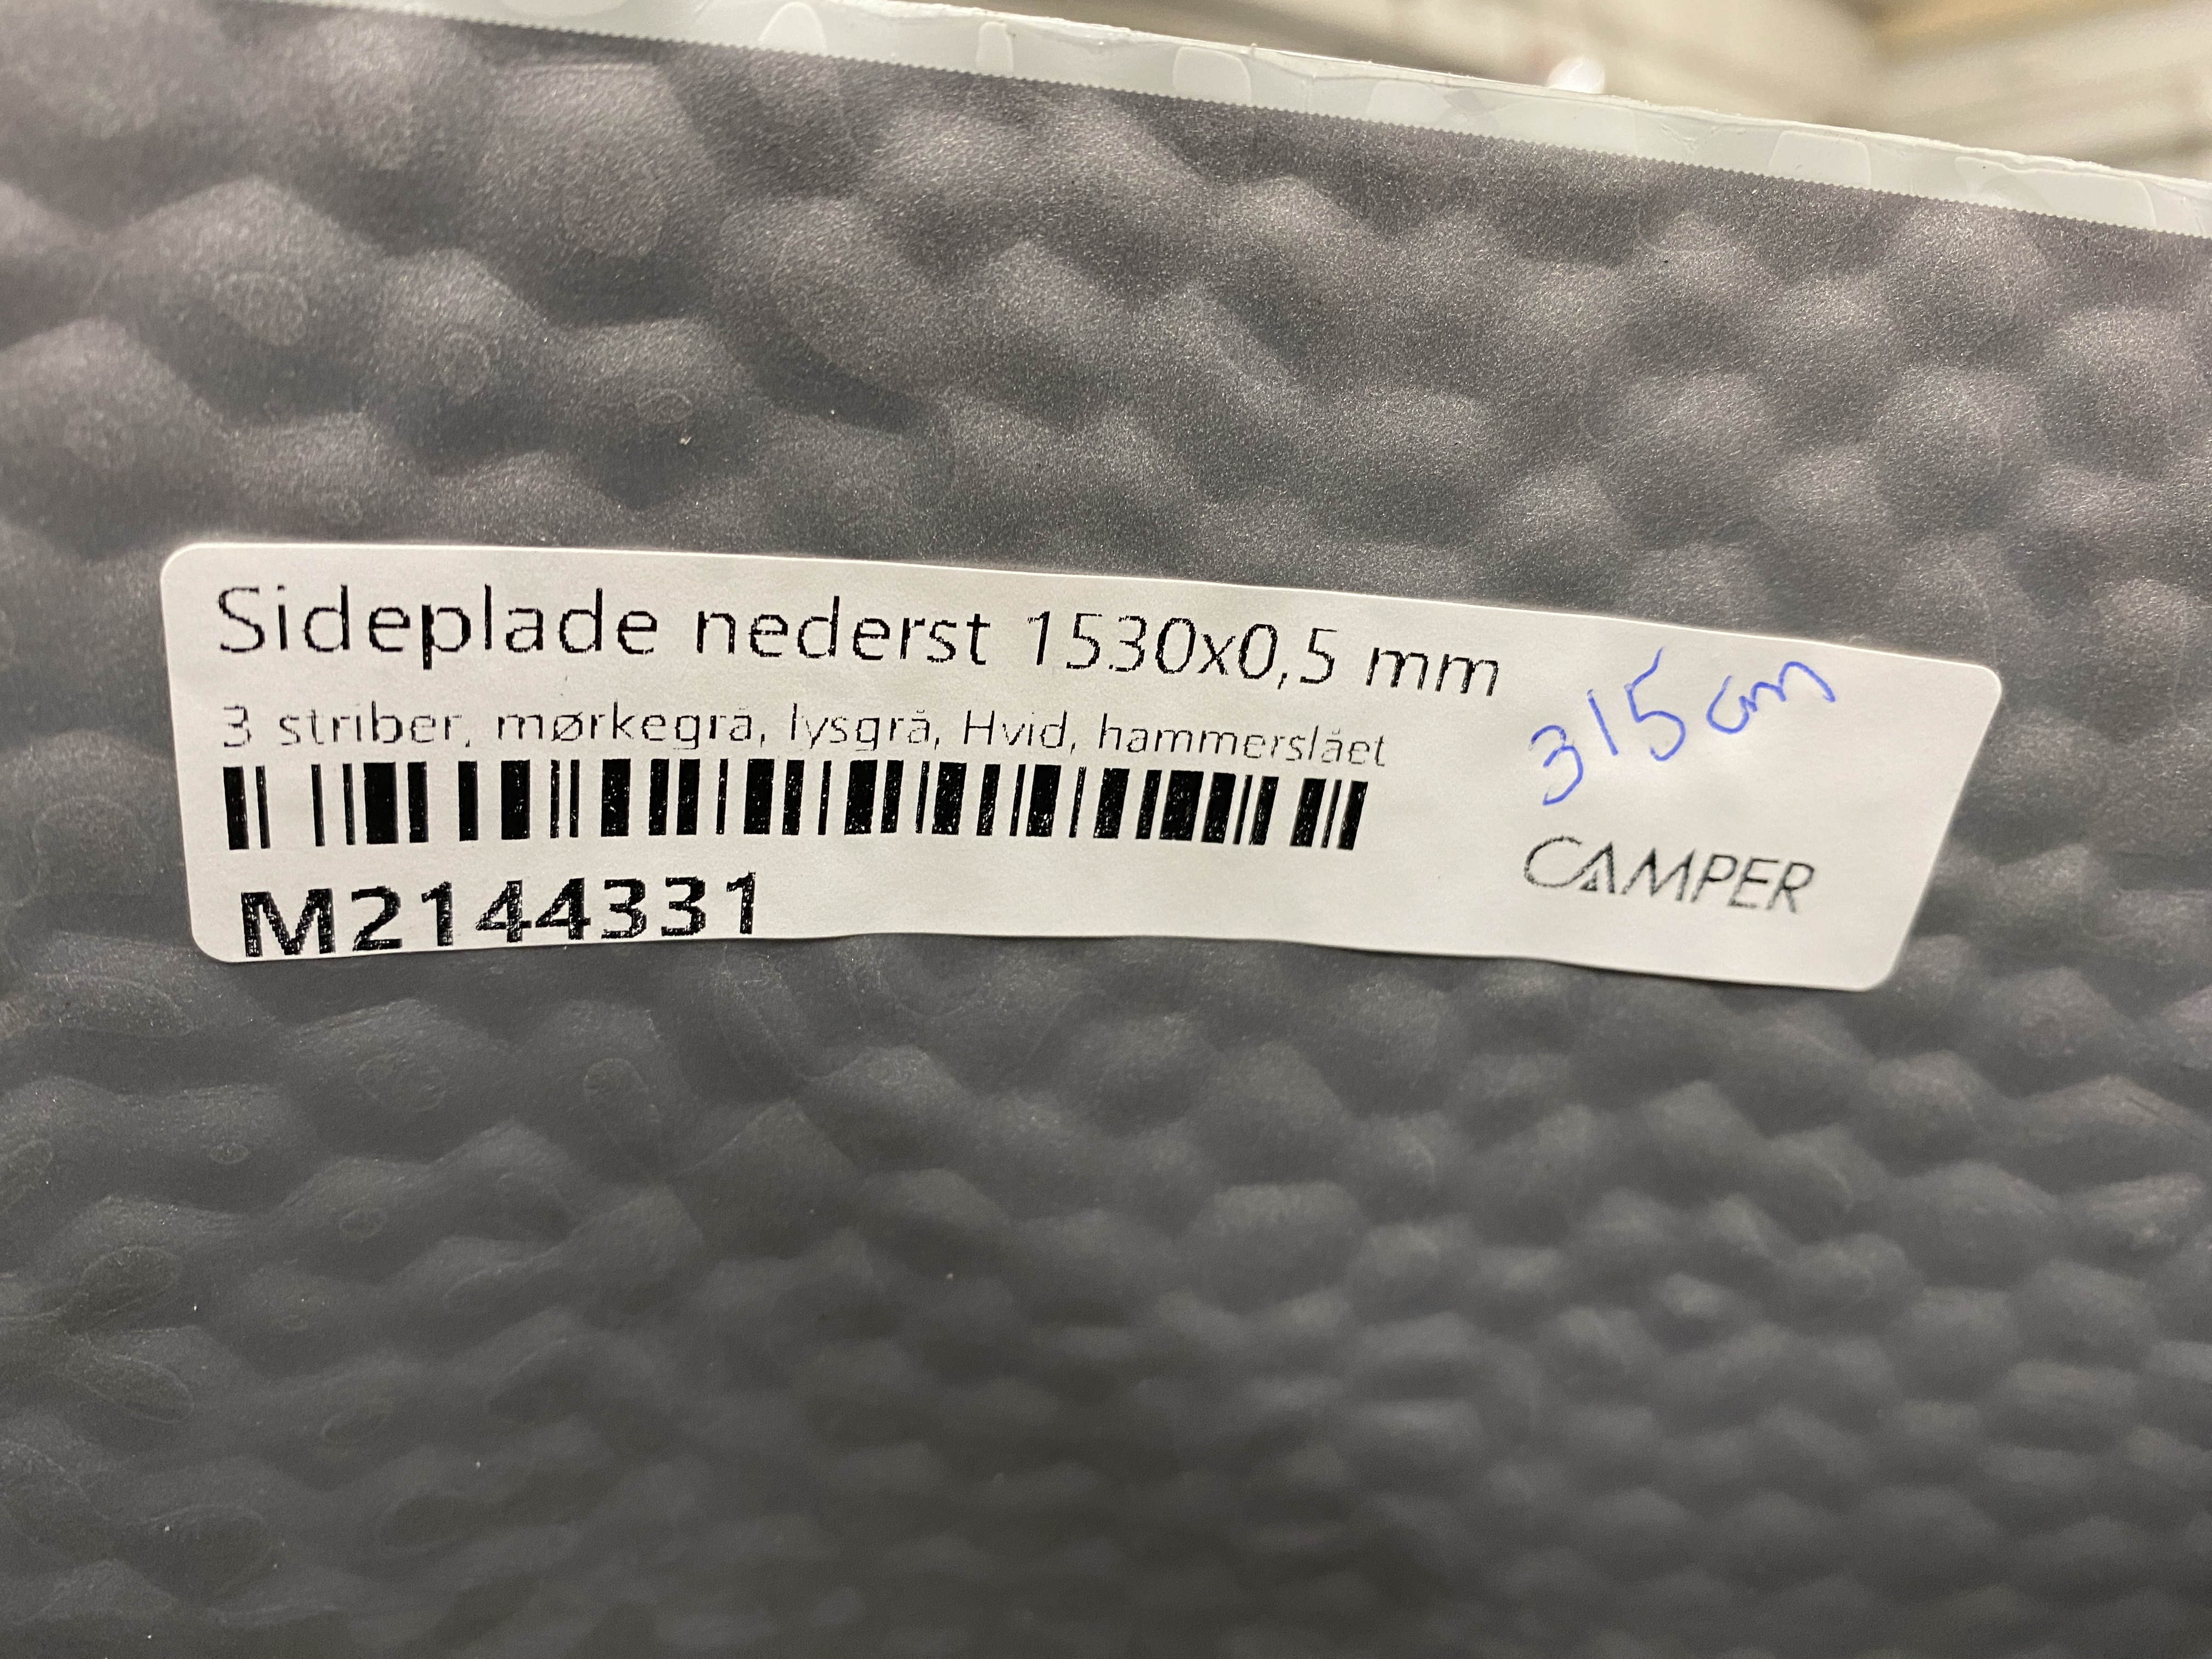 Sideplade nederst 1530x0,5 mm
315 cm
3 striber, mørkegrå, lysgrå, Hvid, hammerslået
CAMPER
M2144331